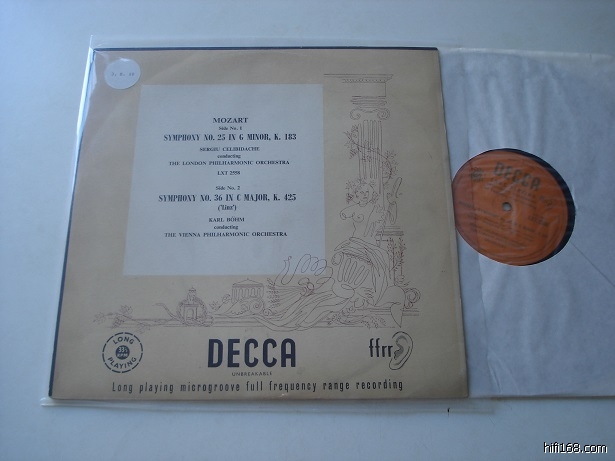 MOZART
Side No. 1
SYMPHONY NO. 25 IN G MINOR, K. 183
SERGIU CELIBIDACHE
conducting
THE LONDON PHILHARMONIC ORCHESTRA
LXT 2558
Side No. 2
SYMPHONY NO. 36 IN C MAJOR, K. 425
('Linz')
KARL BÖHM
conducting
THE VIENNA PHILHARMONIC ORCHESTRA
LONG
33⅓
PLAYING
DECCA
UNBREAKABLE
ffrr
Long playing microgroove full frequency range recording
DECCA
hifi168.com